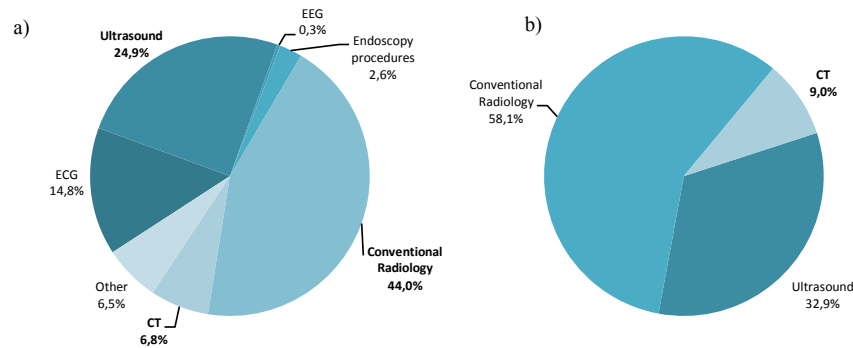 a)
EEG
0,3%
Endoscopy
procedures
2,6%
Ultrasound
24,9%
ECG
14,8%
Other
6,5%
CT
6,8%
Conventional
Radiology
44,0%
b)
Conventional
Radiology
58,1%
CT
9,0%
Ultrasound
32,9%